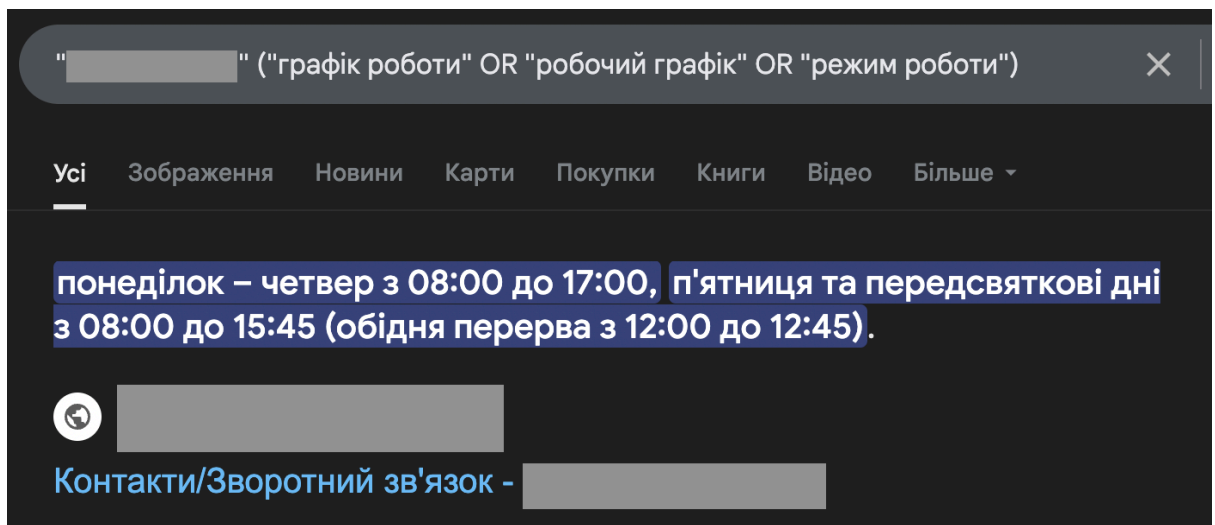 "" ("графік роботи" OR "робочий графік" OR "режим роботи")
Усі Зображення Новини Карти Покупки Книги Відео Більше
понеділок – четвер з 08:00 до 17:00, п'ятниця та передсвяткові дні
з 08:00 до 15:45 (обідня перерва з 12:00 до 12:45).
Контакти/Зворотний зв'язок -